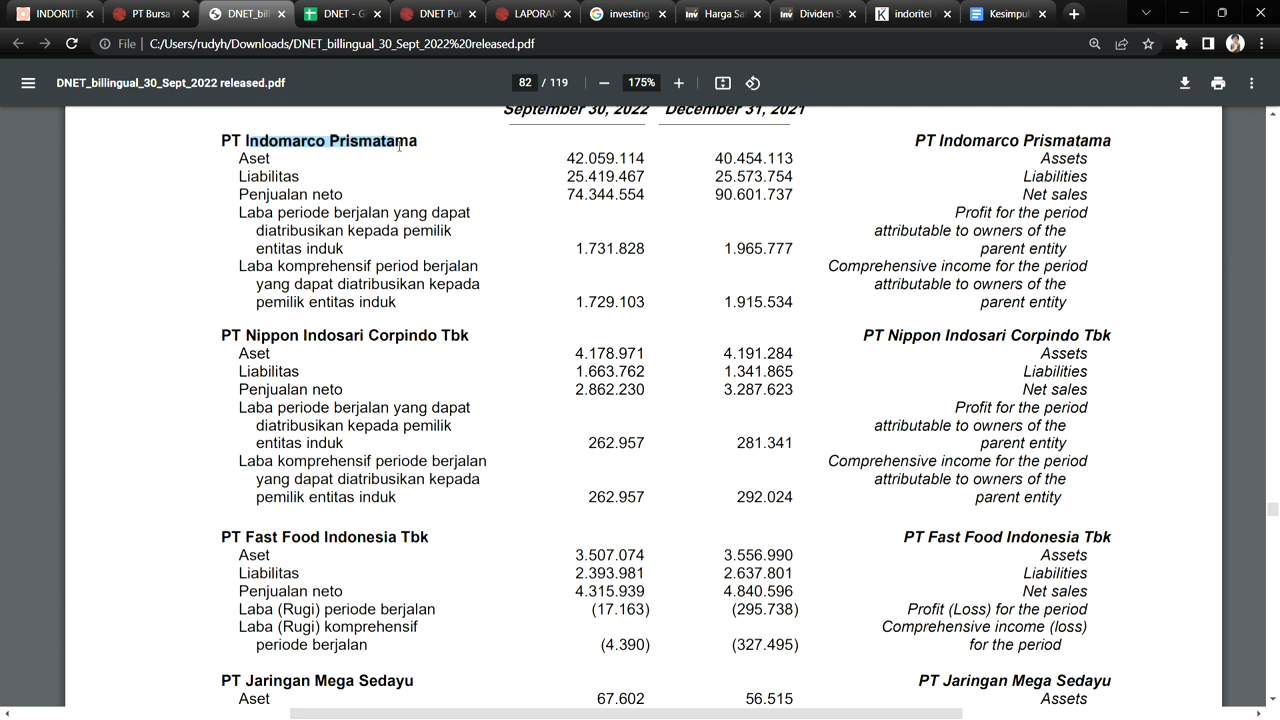 INDORITE
PT Bursa
DNET_bil
DNET - G
DNET Pul
LAPORAN
investing
Harga Sa
Dividen S
indoritel
Kesimpul
File
C:/Users/rudyh/Downloads/DNET_billingual_30_Sept_2022%20released.pdf
DNET_billingual_30_Sept_2022 released.pdf
82 / 119
175%
September 30, 2022 December 31, 2021
PT Indomarco Prismatama PT Indomarco Prismatama
Aset 42.059.114 40.454.113 Assets
Liabilitas 25.419.467 25.573.754 Liabilities
Penjualan neto 74.344.554 90.601.737 Net sales
Laba periode berjalan yang dapat Profit for the period
diatribusikan kepada pemilik attributable to owners of the
entitas induk 1.731.828 1.965.777 parent entity
Laba komprehensif period berjalan Comprehensive income for the period
yang dapat diatribusikan kepada attributable to owners of the
pemilik entitas induk 1.729.103 1.915.534 parent entity
PT Nippon Indosari Corpindo Tbk PT Nippon Indosari Corpindo Tbk
Aset 4.178.971 4.191.284 Assets
Liabilitas 1.663.762 1.341.865 Liabilities
Penjualan neto 2.862.230 3.287.623 Net sales
Laba periode berjalan yang dapat Profit for the period
diatribusikan kepada pemilik attributable to owners of the
entitas induk 262.957 281.341 parent entity
Laba komprehensif periode berjalan Comprehensive income for the period
yang dapat diatribusikan kepada attributable to owners of the
pemilik entitas induk 262.957 292.024 parent entity
PT Fast Food Indonesia Tbk PT Fast Food Indonesia Tbk
Aset 3.507.074 3.556.990 Assets
Liabilitas 2.393.981 2.637.801 Liabilities
Penjualan neto 4.315.939 4.840.596 Net sales
Laba (Rugi) periode berjalan (17.163) (295.738) Profit (Loss) for the period
Laba (Rugi) komprehensif Comprehensive income (loss)
periode berjalan (4.390) (327.495) for the period
PT Jaringan Mega Sedayu PT Jaringan Mega Sedayu
Aset 67.602 56.515 Assets